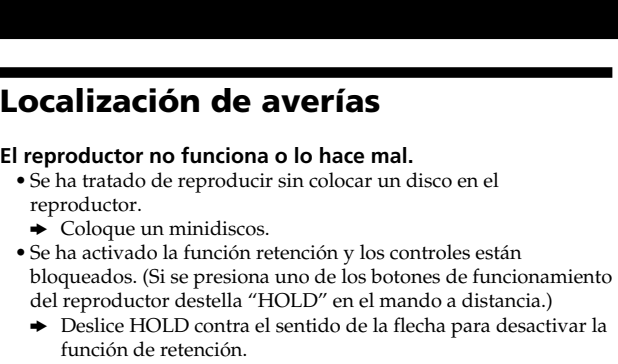 Localización de averías
El reproductor no funciona o lo hace mal.
• Se ha tratado de reproducir sin colocar un disco en el
reproductor.
➔ Coloque un minidiscos.
• Se ha activado la función retención y los controles están
bloqueados. (Si se presiona uno de los botones de funcionamiento
del reproductor destella “HOLD” en el mando a distancia.)
➔ Deslice HOLD contra el sentido de la flecha para desactivar la
función de retención.